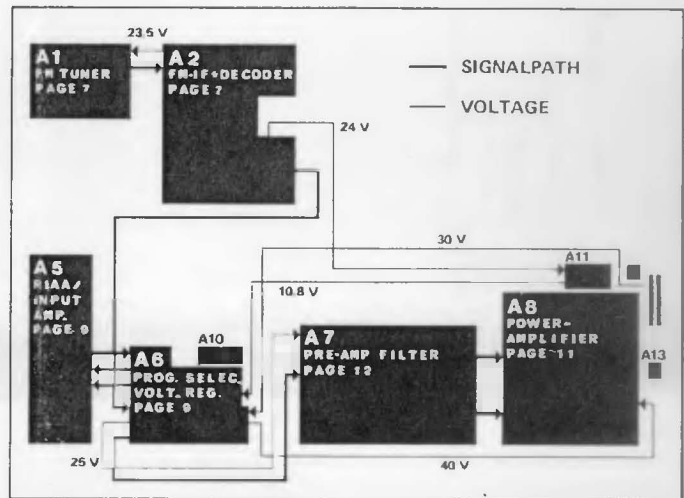 23.5 V
A1
FM TUNER
PAGE 7
A2
FM-IF+DECODER
PAGE 7
SIGNALPATH
VOLTAGE
24 V
30 V
A11
10.8 V
A5
RIAA/
INPUT
AMP.
PAGE 9
A10
A6
PROG. SELEC.
VOLT. REG.
PAGE 9
A7
PRE-AMP FILTER
PAGE 12
A8
POWER-
AMPLIFIER
PAGE 11
A13
25 V
40 V